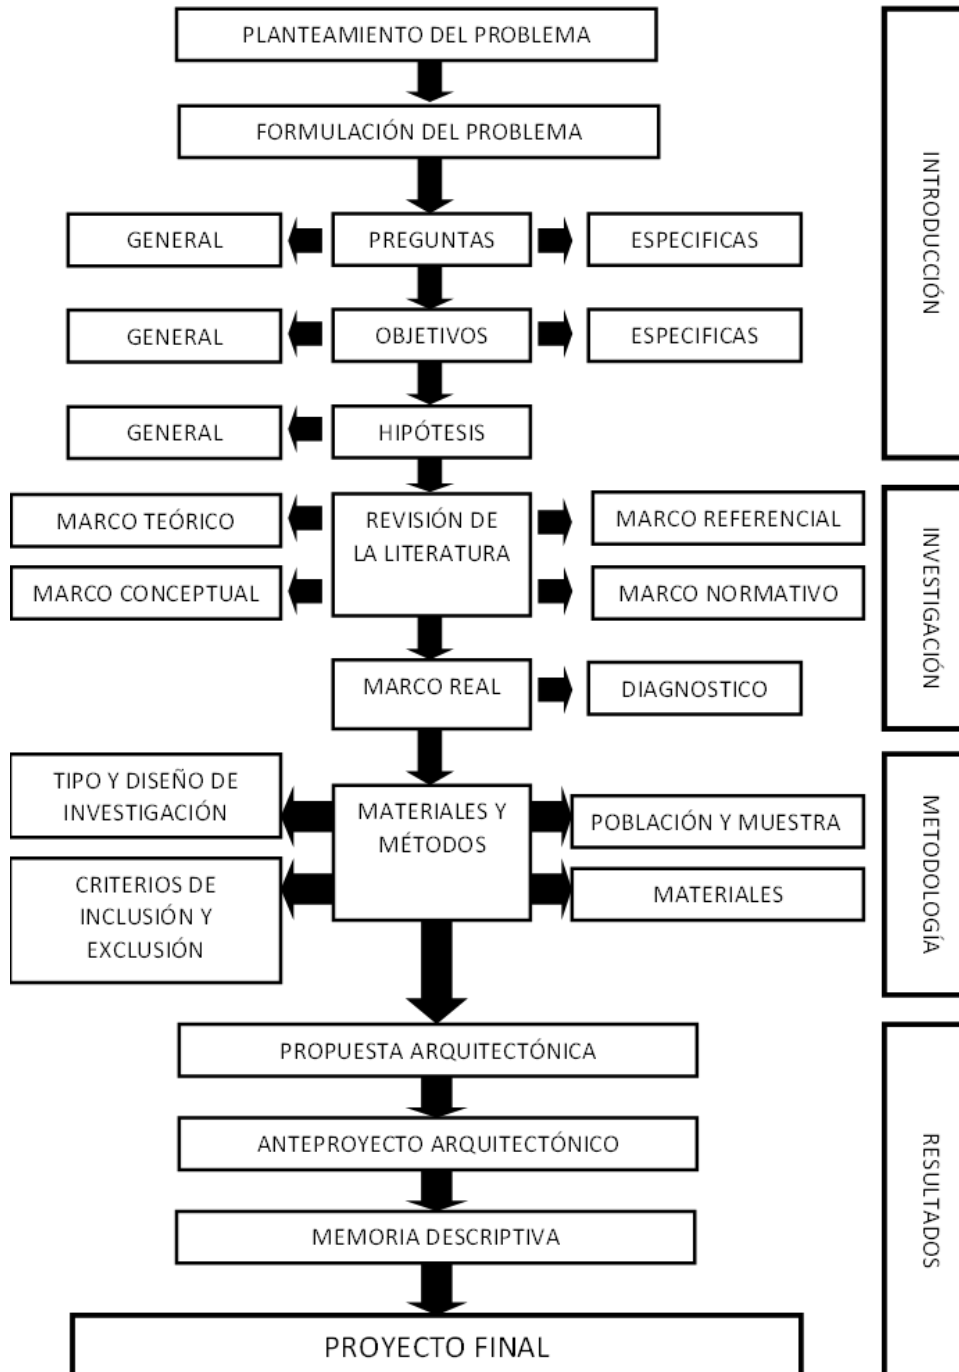 PLANTEAMIENTO DEL PROBLEMA
FORMULACIÓN DEL PROBLEMA
GENERAL
PREGUNTAS
ESPECIFICAS
GENERAL
OBJETIVOS
ESPECIFICAS
GENERAL
HIPÓTESIS
INTRODUCCIÓN
MARCO TEÓRICO
REVISIÓN DE
LA LITERATURA
MARCO REFERENCIAL
MARCO CONCEPTUAL
MARCO NORMATIVO
MARCO REAL
DIAGNOSTICO
INVESTIGACIÓN
TIPO Y DISEÑO DE
INVESTIGACIÓN
MATERIALES Y
MÉTODOS
POBLACIÓN Y MUESTRA
CRITERIOS DE
INCLUSIÓN Y
EXCLUSIÓN
MATERIALES
METODOLOGÍA
PROPUESTA ARQUITECTÓNICA
ANTEPROYECTO ARQUITECTÓNICO
MEMORIA DESCRIPTIVA
PROYECTO FINAL
RESULTADOS